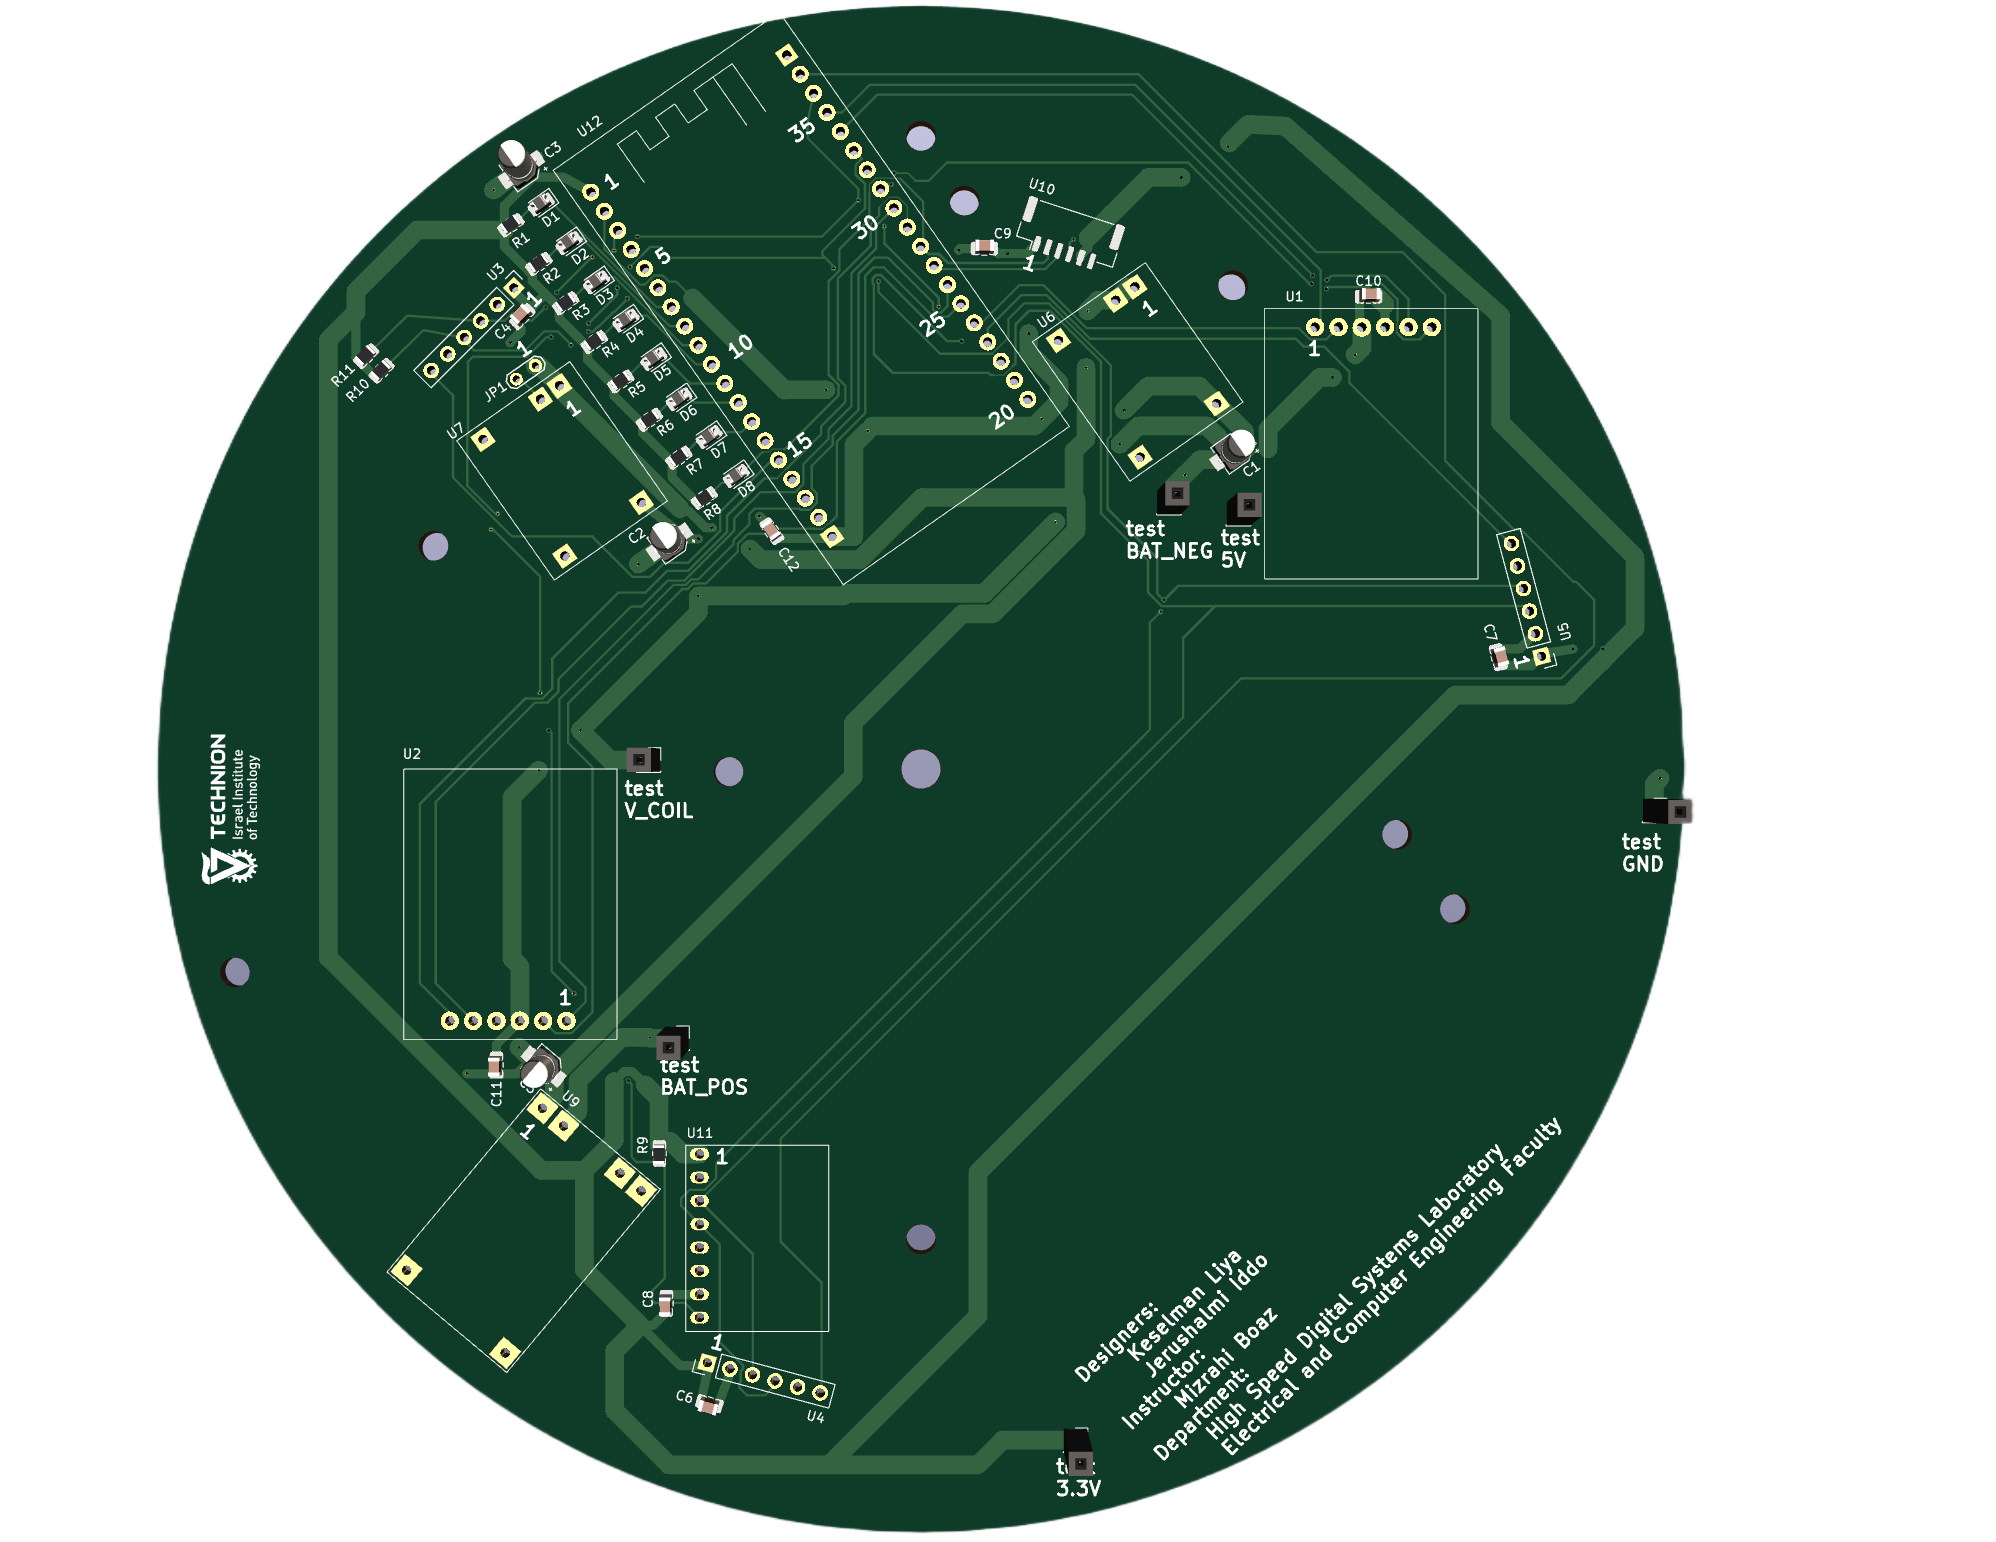 U12
C3
35
1
D1
R1
30
U10
C9
1
D2
R2
5
U3
1
C4
D3
R3
25
U6
1
C10
U1
1
D4
R4
10
1
JP1
R11
R10
D5
R5
1
D6
R6
20
U7
15
D7
R7
C1
D8
R8
C2
C12
test
BAT_NEG
test
5V
C7
1
U5
TECHNION
Israel Institute
of Technology
U2
test
V_COIL
test
GND
1
C11
test
BAT_POS
U9
1
R9
U11
1
C8
1
C6
U4
Designers:
Keselman Liya
Jerushalmi Iddo
Instructor:
Mizrahi Boaz
Department:
High Speed Digital Systems Laboratory
Electrical and Computer Engineering Faculty
3.3V